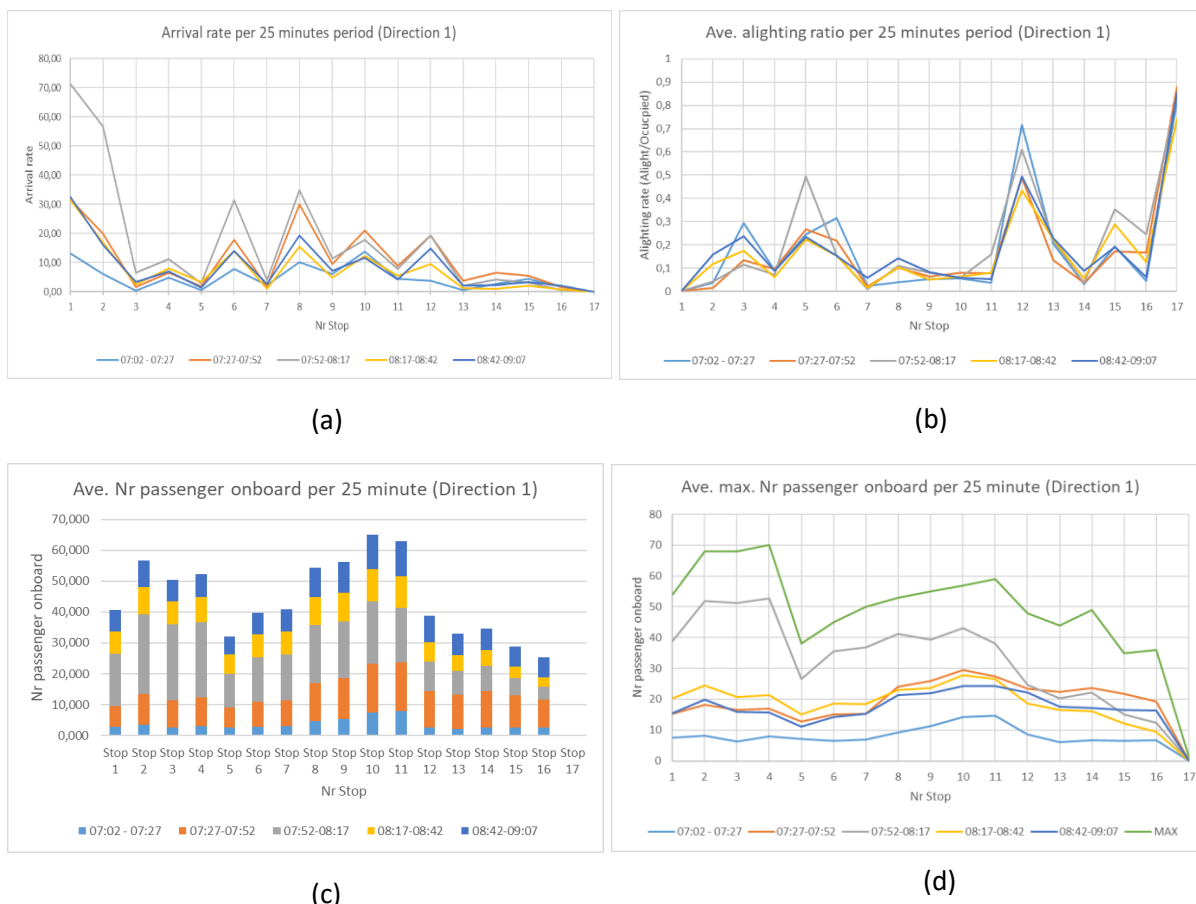 Arrival rate per 25 minutes period (Direction 1)
80,00
70,00
60,00
50,00
40,00
30,00
20,00
10,00
0,00
Arrival rate
1 2 3 4 5 6 7 8 9 10 11 12 13 14 15 16 17
Nr Stop
07:02 - 07:27 07:27-07:52 07:52-08:17 08:17-08:42 08:42-09:07
(a)
Ave. alighting ratio per 25 minutes period (Direction 1)
1
0,9
0,8
0,7
0,6
0,5
0,4
0,3
0,2
0,1
0
Alighting rate (Alight/Ocucpied)
1 2 3 4 5 6 7 8 9 10 11 12 13 14 15 16 17
Nr Stop
07:02 - 07:27 07:27-07:52 07:52-08:17 08:17-08:42 08:42-09:07
(b)
Ave. Nr passenger onboard per 25 minute (Direction 1)
70,000
60,000
50,000
40,000
30,000
20,000
10,000
0,000
Nr passenger onboard
Stop Stop Stop Stop Stop Stop Stop Stop Stop Stop Stop Stop Stop Stop Stop Stop Stop
1 2 3 4 5 6 7 8 9 10 11 12 13 14 15 16 17
Nr Stop
07:02 - 07:27 07:27-07:52 07:52-08:17 08:17-08:42 08:42-09:07
(c)
Ave. max. Nr passenger onboard per 25 minute (Direction 1)
80
70
60
50
40
30
20
10
0
Nr passenger onboard
1 2 3 4 5 6 7 8 9 10 11 12 13 14 15 16 17
Nr Stop
07:02 - 07:27 07:27-07:52 07:52-08:17 08:17-08:42 08:42-09:07 MAX
(d)